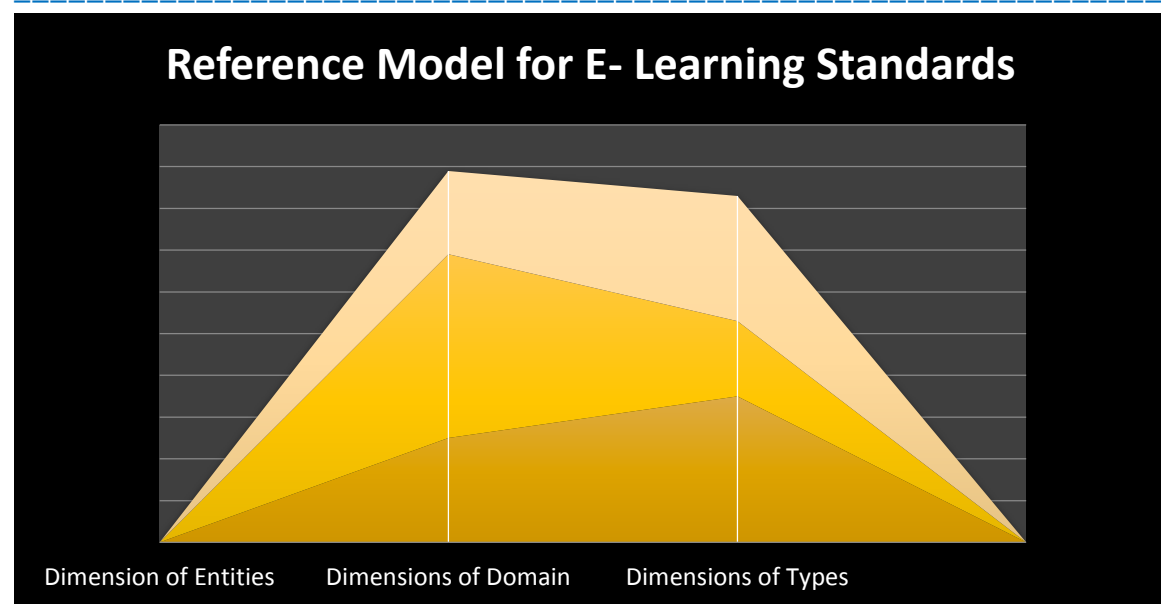 Reference Model for E- Learning Standards
Dimension of Entities Dimensions of Domain Dimensions of Types